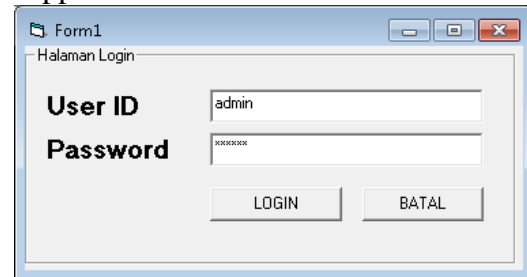 Form1
Halaman Login
User ID admin
Password ******
LOGIN BATAL